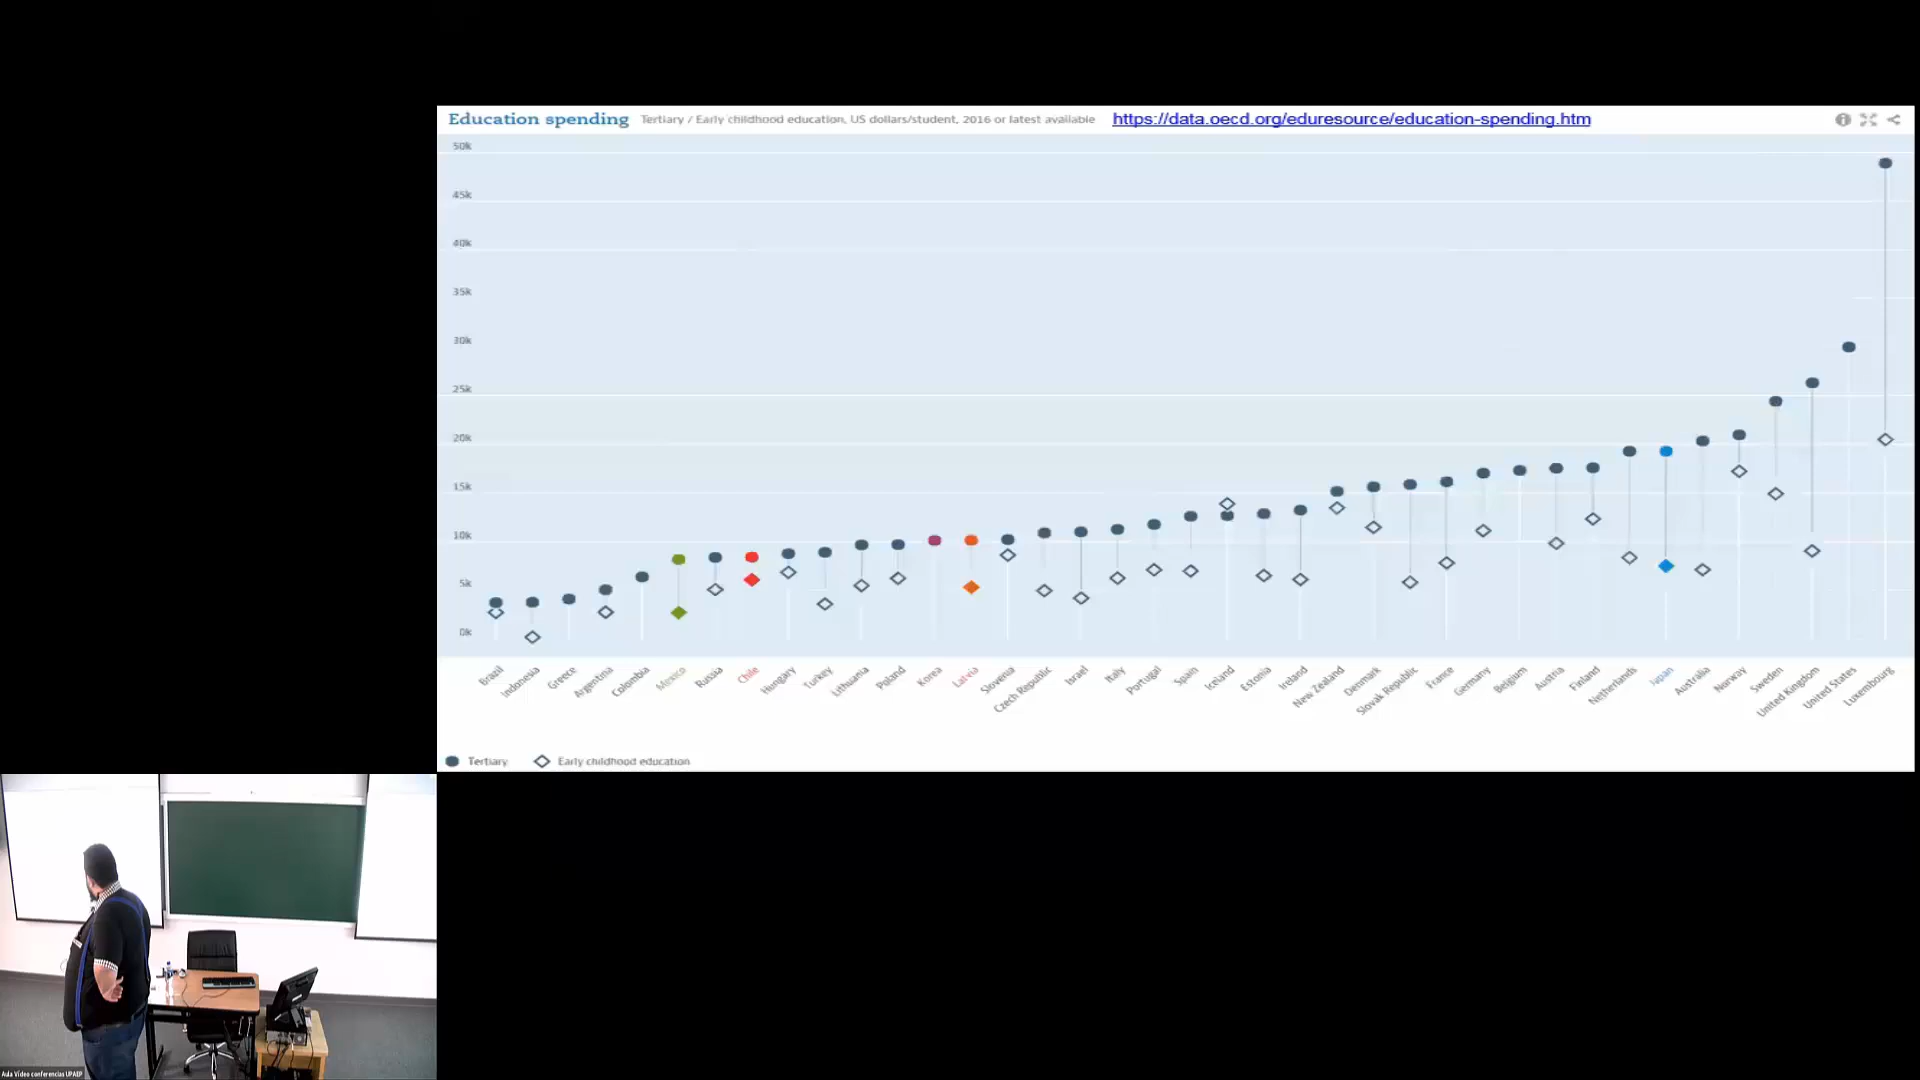 Education spending Tertiary / Early childhood education, US dollars/student, 2016 or latest available https://data.oecd.org/eduresource/education-spending.htm
50k
45k
40k
35k
30k
25k
20k
15k
10k
5k
0k
Brazil
Indonesia
Greece
Argentina
Colombia
Mexico
Russia
Chile
Hungary
Turkey
Lithuania
Poland
Korea
Latvia
Slovenia
Czech Republic
Israel
Italy
Portugal
Spain
Iceland
Estonia
Ireland
New Zealand
Denmark
Slovak Republic
France
Germany
Belgium
Austria
Finland
Netherlands
Japan
Australia
Norway
Sweden
United Kingdom
United States
Luxembourg
Tertiary
Early childhood education
Aula Video conferencias UPAEP